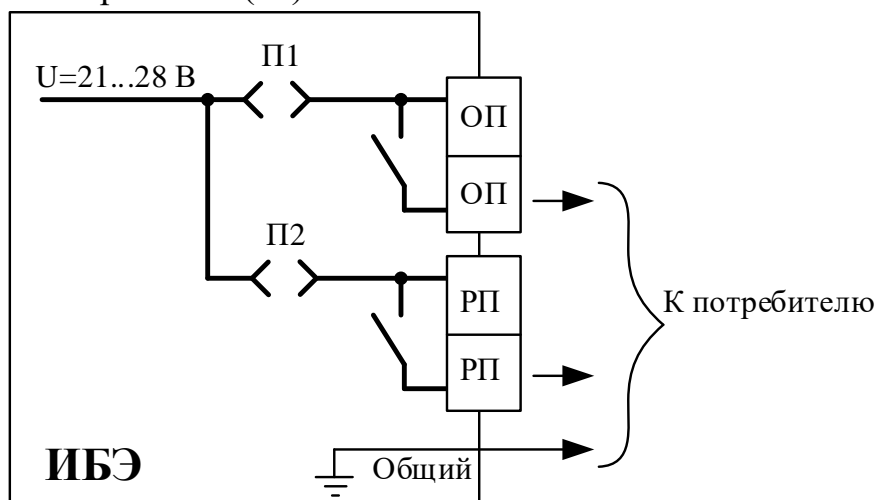 П1
U=21...28 В
ОП
ОП
П2
РП
К потребителю
РП
ИБЭ
Общий